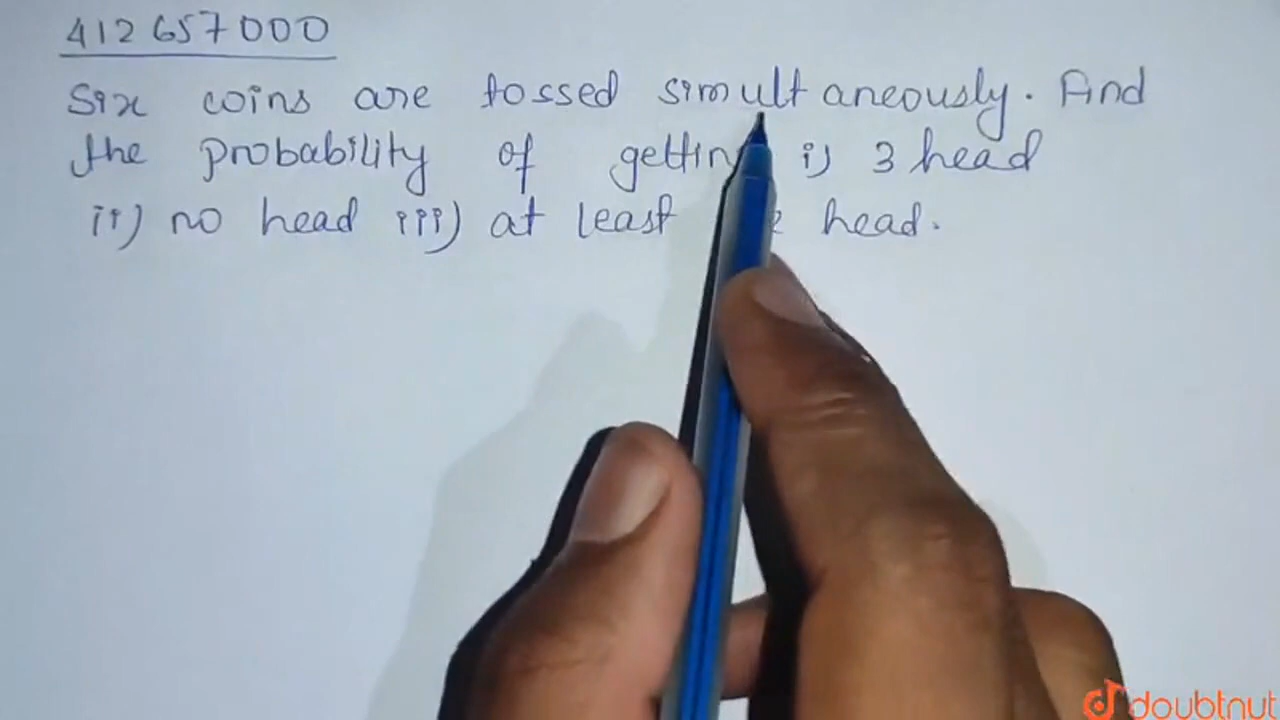 412657000
Six coins are tossed simultaneously. Find
the probability of getting i) 3 head
ii) no head iii) at least head.
doubtnut